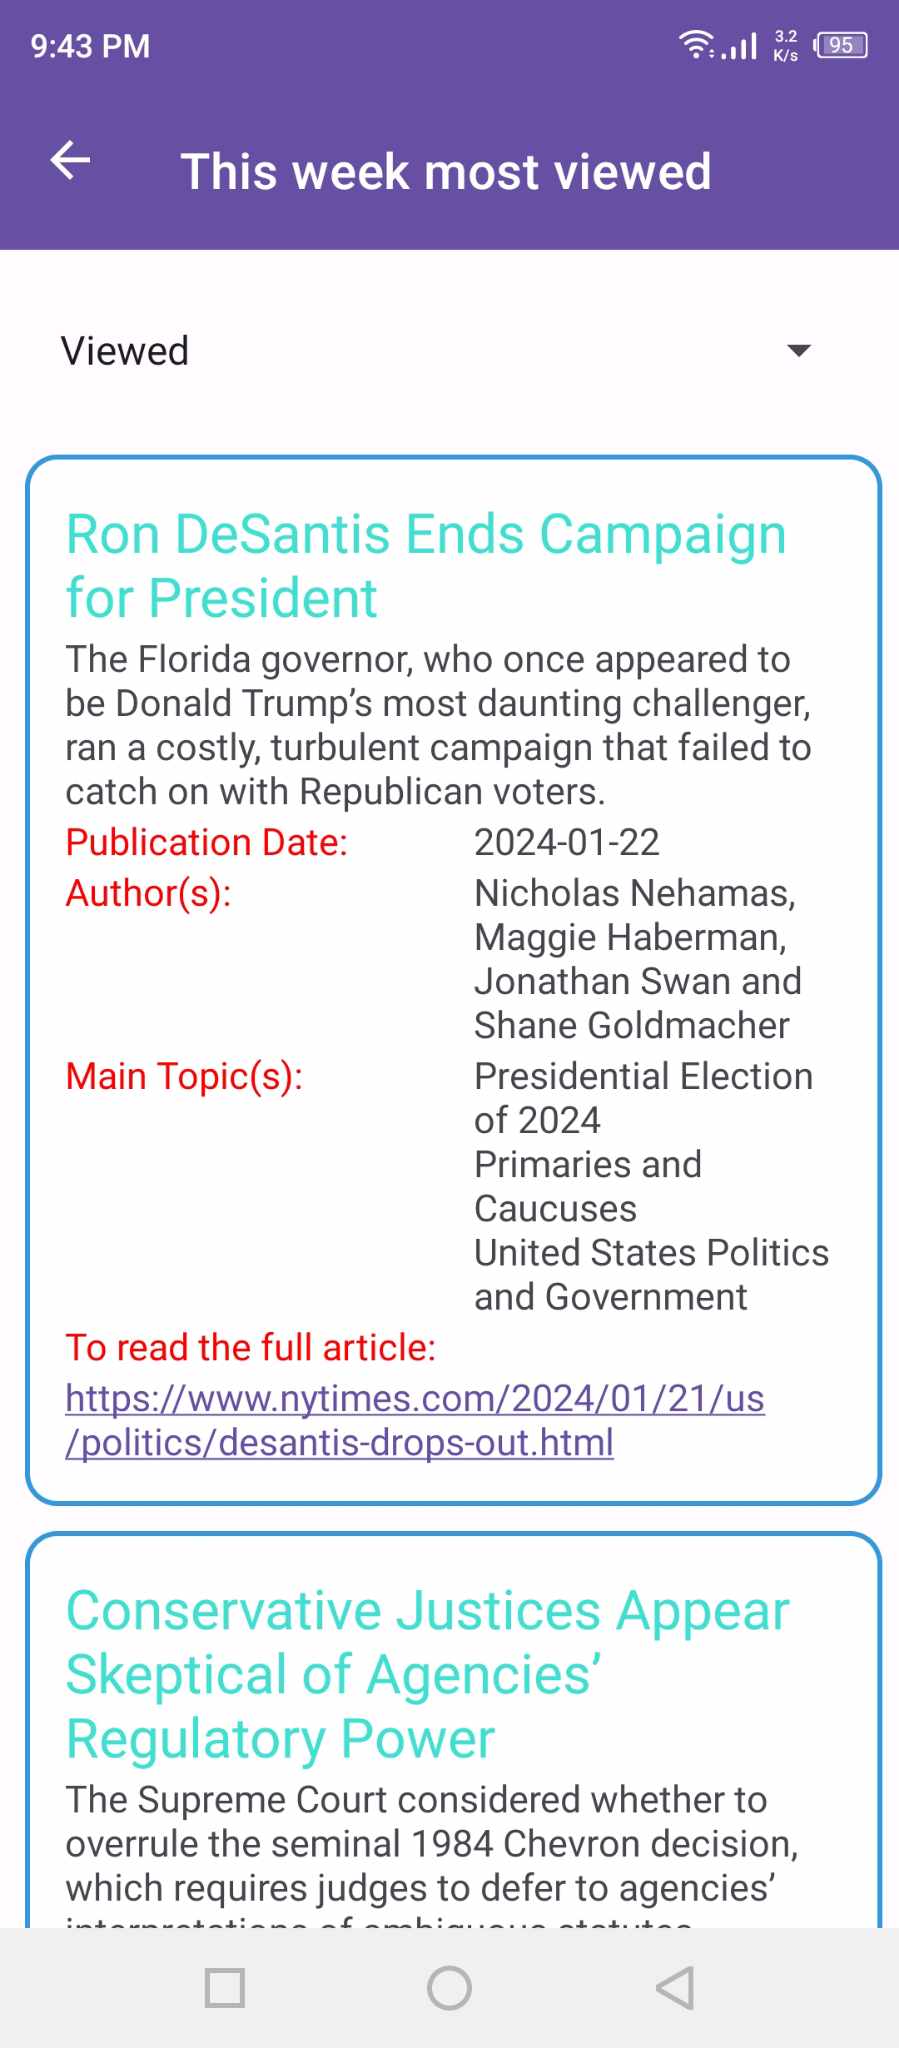 9:43 PM
3.2
K/s
95
This week most viewed
Viewed
Ron DeSantis Ends Campaign
for President
The Florida governor, who once appeared to
be Donald Trump’s most daunting challenger,
ran a costly, turbulent campaign that failed to
catch on with Republican voters.
Publication Date: 2024-01-22
Author(s): Nicholas Nehamas,
Maggie Haberman,
Jonathan Swan and
Shane Goldmacher
Main Topic(s): Presidential Election
of 2024
Primaries and
Caucuses
United States Politics
and Government
To read the full article:
https://www.nytimes.com/2024/01/21/us
/politics/desantis-drops-out.html
Conservative Justices Appear
Skeptical of Agencies’
Regulatory Power
The Supreme Court considered whether to
overrule the seminal 1984 Chevron decision,
which requires judges to defer to agencies’
interpretations of ambiguous statutes